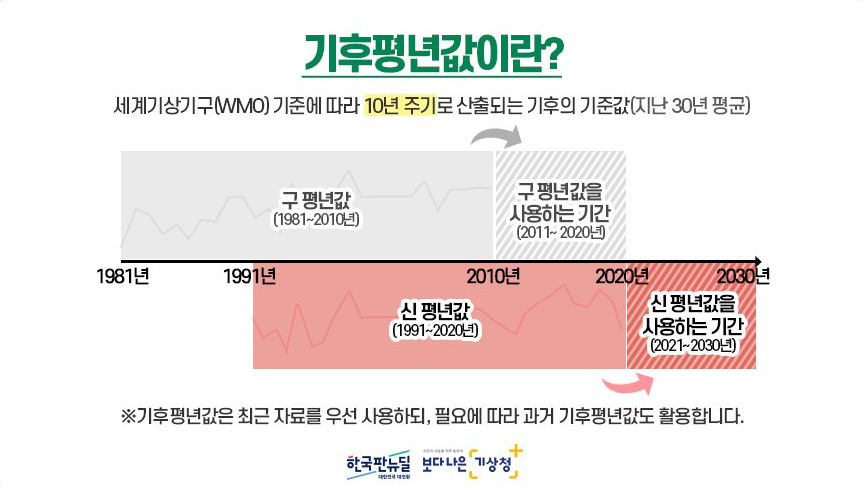 기후평년값이란?
세계기상기구(WMO) 기준에 따라 10년 주기로 산출되는 기후의 기준값(지난 30년 평균)
구 평년값
(1981~2010년)
구 평년값을
사용하는 기간
(2011~ 2020년)
1981년 1991년 2010년 2020년 2030년
신 평년값
(1991~2020년)
신 평년값을
사용하는 기간
(2021~2030년)
※기후평년값은 최근 자료를 우선 사용하되, 필요에 따라 과거 기후평년값도 활용합니다.
한국판뉴딜
대한민국 대전환
보다 나은 기상청